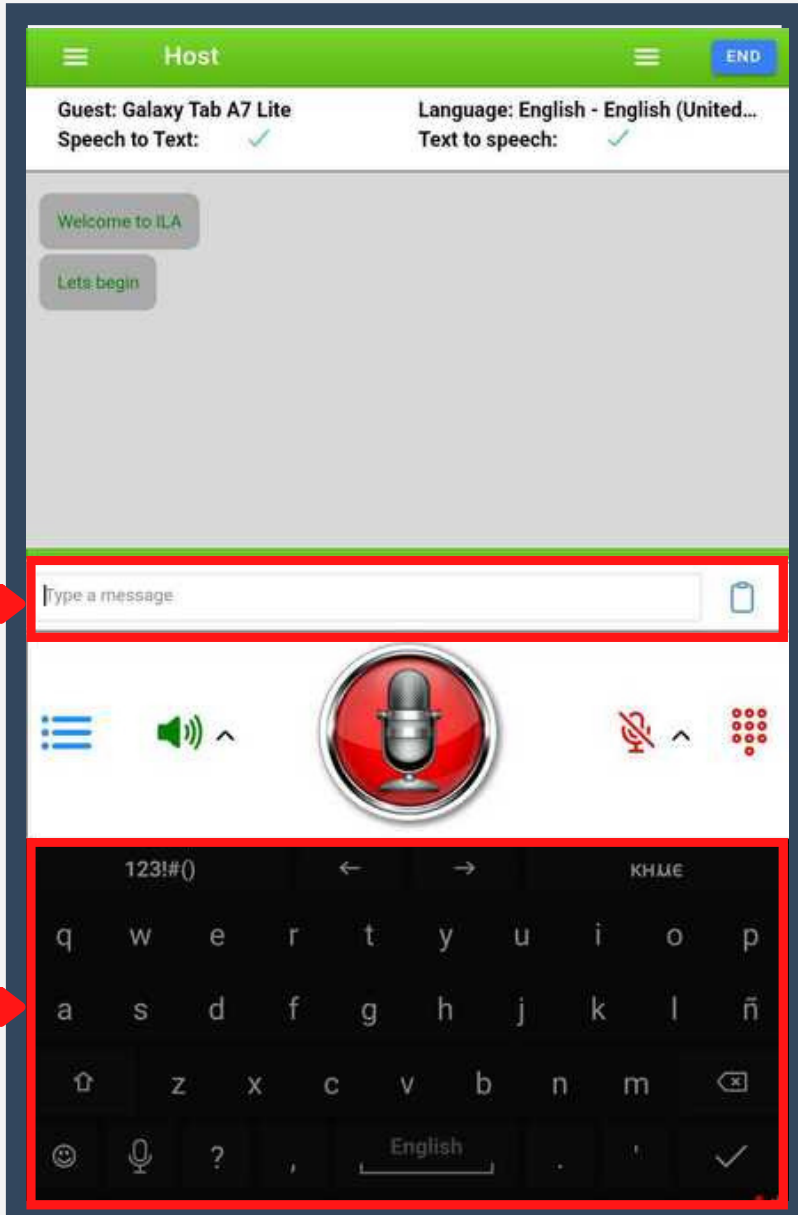 Host
END
Guest: Galaxy Tab A7 Lite
Language: English - English (United...
Speech to Text:
Text to speech:
Welcome to ILA
Lets begin
Type a message
123!#() ← →
q w e r t y u i o p
a s d f g h j k l ñ
z x c v b n m
? , English . '